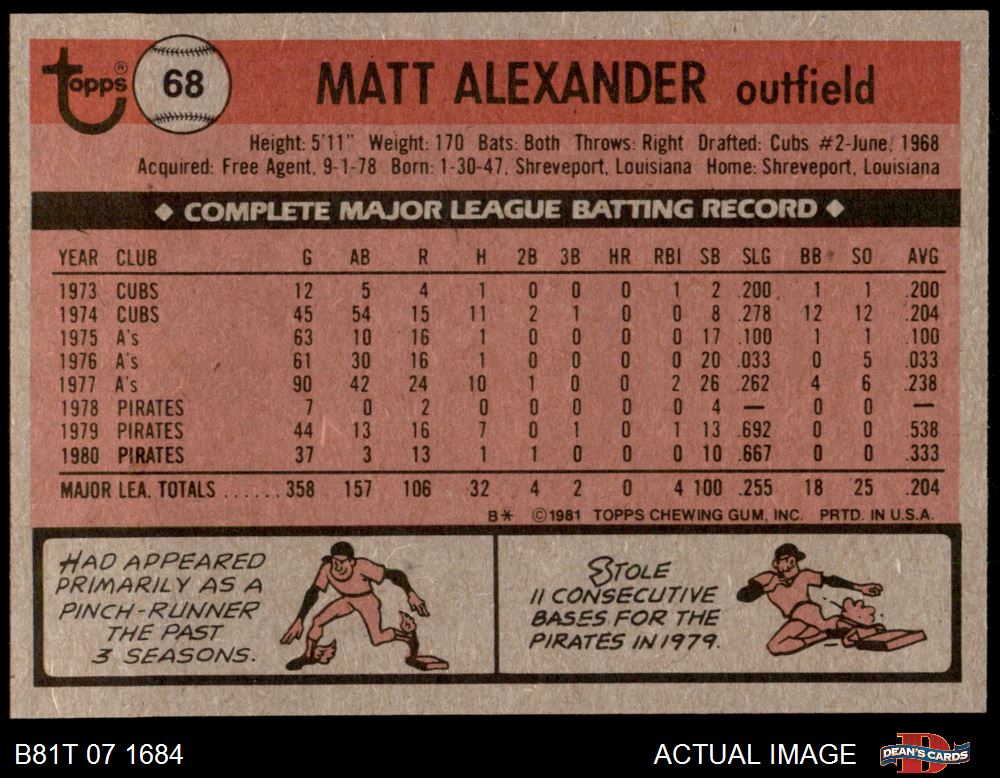 topps® 68 MATT ALEXANDER outfield
Height: 5'11" Weight: 170 Bats: Both Throws: Right Drafted: Cubs #2-June, 1968
Acquired: Free Agent, 9-1-78 Born: 1-30-47, Shreveport, Louisiana Home: Shreveport, Louisiana
◆ COMPLETE MAJOR LEAGUE BATTING RECORD ◆
YEAR CLUB G AB R H 2B 3B HR RBI SB SLG BB SO AVG
1973 CUBS 12 5 4 1 0 0 0 1 2 .200 1 1 .200
1974 CUBS 45 54 15 11 2 1 0 0 8 .278 12 12 .204
1975 A's 63 10 16 1 0 0 0 0 17 .100 1 1 .100
1976 A's 61 30 16 1 0 0 0 0 20 .033 0 5 .033
1977 A's 90 42 24 10 1 0 0 2 26 .262 4 6 .238
1978 PIRATES 7 0 2 0 0 0 0 0 4 — 0 0 —
1979 PIRATES 44 13 16 7 0 1 0 1 13 .692 0 0 .538
1980 PIRATES 37 3 13 1 1 0 0 0 10 .667 0 0 .333
MAJOR LEA. TOTALS ...... 358 157 106 32 4 2 0 4 100 .255 18 25 .204
B* ©1981 TOPPS CHEWING GUM, INC. PRTD. IN U.S.A.
HAD APPEARED
PRIMARILY AS A
PINCH-RUNNER
THE PAST
3 SEASONS.
STOLE
11 CONSECUTIVE
BASES FOR THE
PIRATES IN 1979.
B81T 07 1684 ACTUAL IMAGE DEAN'S CARDS